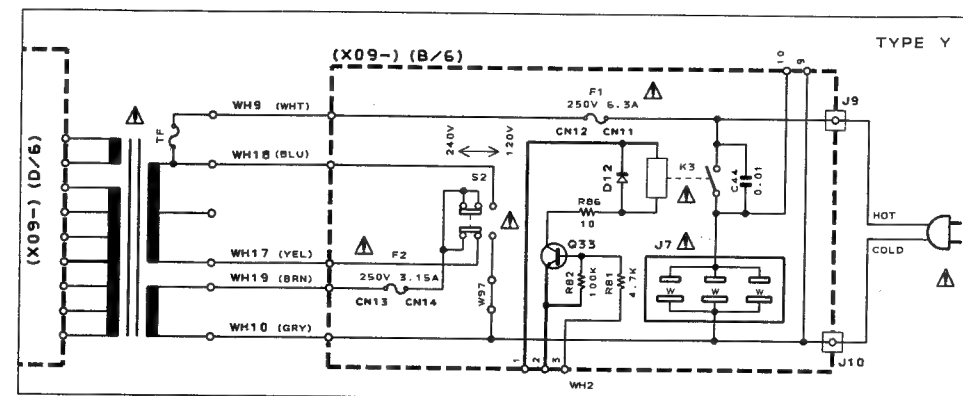 TYPE Y
(X09-) (B/6)
10
9
F1
250V 6.3A
CN12 CN11
J9
TF
WH9 (WHT)
(X09-) (D/6)
WH18 (BLU)
240V
120V
S2
D12
K3
C44
0.01
R86
10
HOT
COLD
Q33
J7
WH17 (YEL)
F2
250V 3.15A
WH19 (BRN)
CN13 CN14
W97
R82
100K
R81
4.7K
W
W
W
WH10 (GRY)
J10
1
2
3
WH2